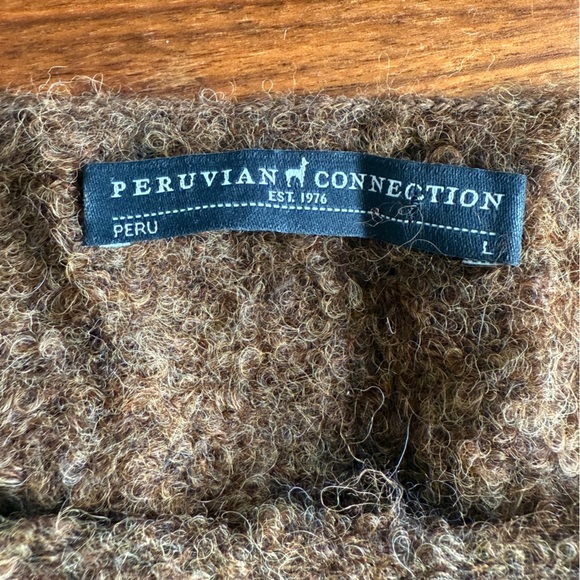 PERUVIAN CONNECTION
EST. 1976
PERU L